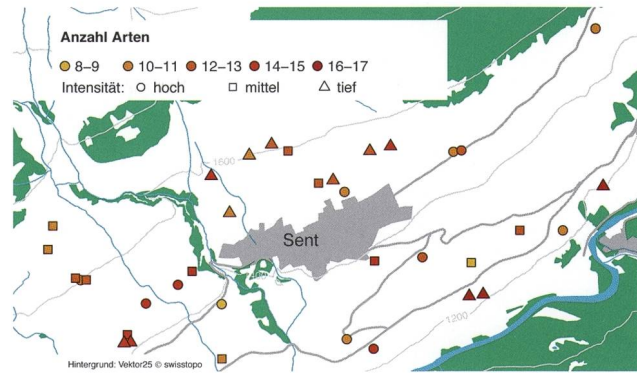 Anzahl Arten
8–9 10–11 12–13 14–15 16–17
Intensität: hoch mittel tief
1600
Sent
1200
Hintergrund: Vektor25 © swisstopo